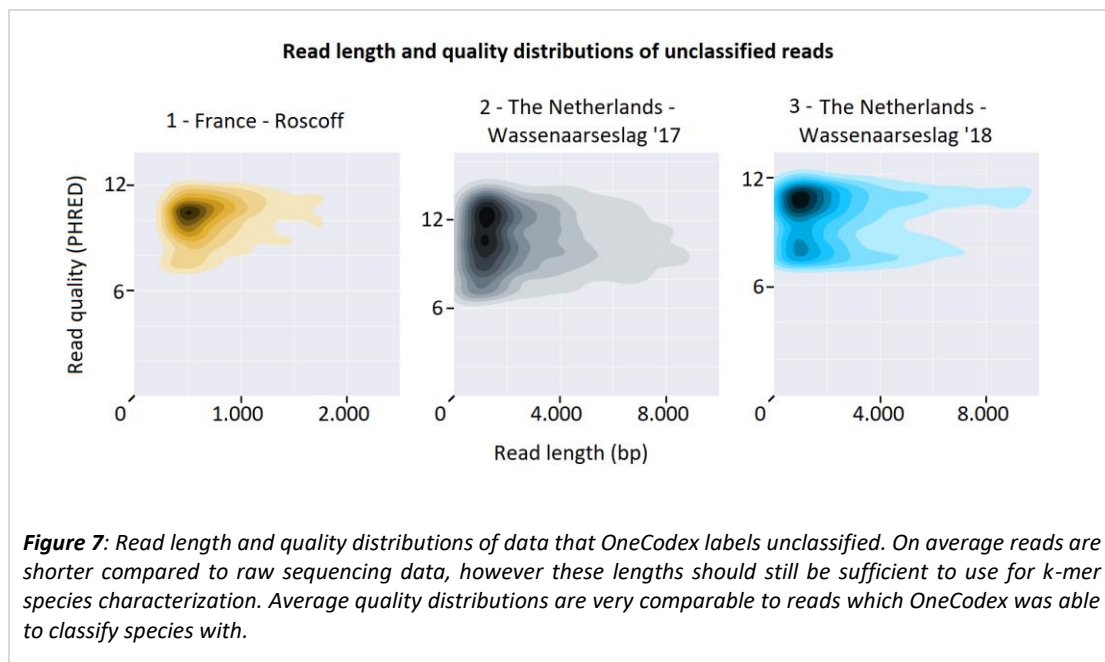 Read length and quality distributions of unclassified reads
1 - France - Roscoff
2 - The Netherlands -
Wassenaarseslag '17
3 - The Netherlands -
Wassenaarseslag '18
Read quality (PHRED)
12
6
0
1.000
2.000
12
6
0
4.000
8.000
12
6
0
4.000
8.000
Read length (bp)
Figure 7: Read length and quality distributions of data that OneCodex labels unclassified. On average reads are
shorter compared to raw sequencing data, however these lengths should still be sufficient to use for k-mer
species characterization. Average quality distributions are very comparable to reads which OneCodex was able
to classify species with.